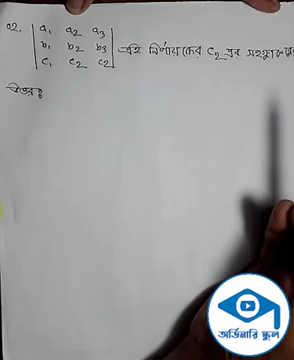 ০২. | a₁ a₂ a₃ |
| b₁ b₂ b₃ | এই নির্ণায়কের c₂ এর সহগুণক
| c₁ c₂ c₂ |
উত্তরঃ
অর্ডিনারি স্কুল